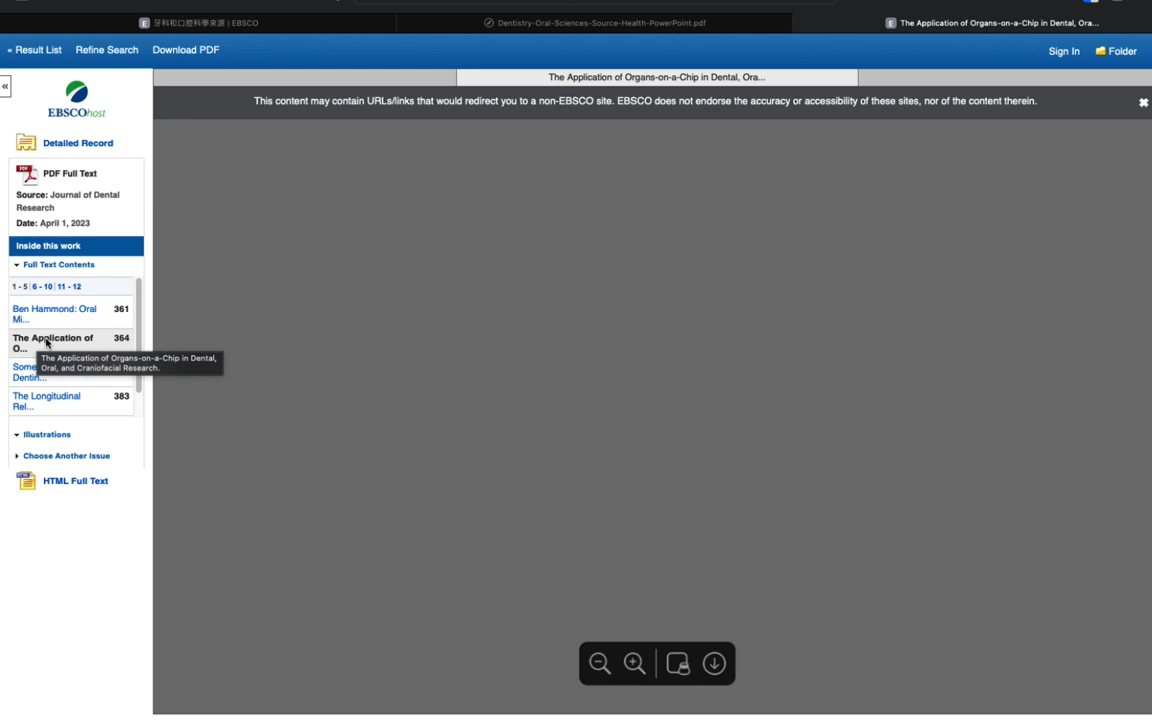 牙科和口腔科學來源 | EBSCO
Dentistry-Oral-Sciences-Source-Health-PowerPoint.pdf
The Application of Organs-on-a-Chip in Dental, Ora...
« Result List
Refine Search
Download PDF
Sign In
Folder
«
The Application of Organs-on-a-Chip in Dental, Ora...
This content may contain URLs/links that would redirect you to a non-EBSCO site. EBSCO does not endorse the accuracy or accessibility of these sites, nor of the content therein.
EBSCOhost
Detailed Record
PDF
PDF Full Text
Source: Journal of Dental
Research
Date: April 1, 2023
Inside this work
Full Text Contents
1 - 5 | 6 - 10 | 11 - 12
Ben Hammond: Oral 361
Mi...
The Application of 364
O...
The Application of Organs-on-a-Chip in Dental,
Oral, and Craniofacial Research.
Some
Dentin...
The Longitudinal 383
Rel...
Illustrations
Choose Another Issue
HTML Full Text